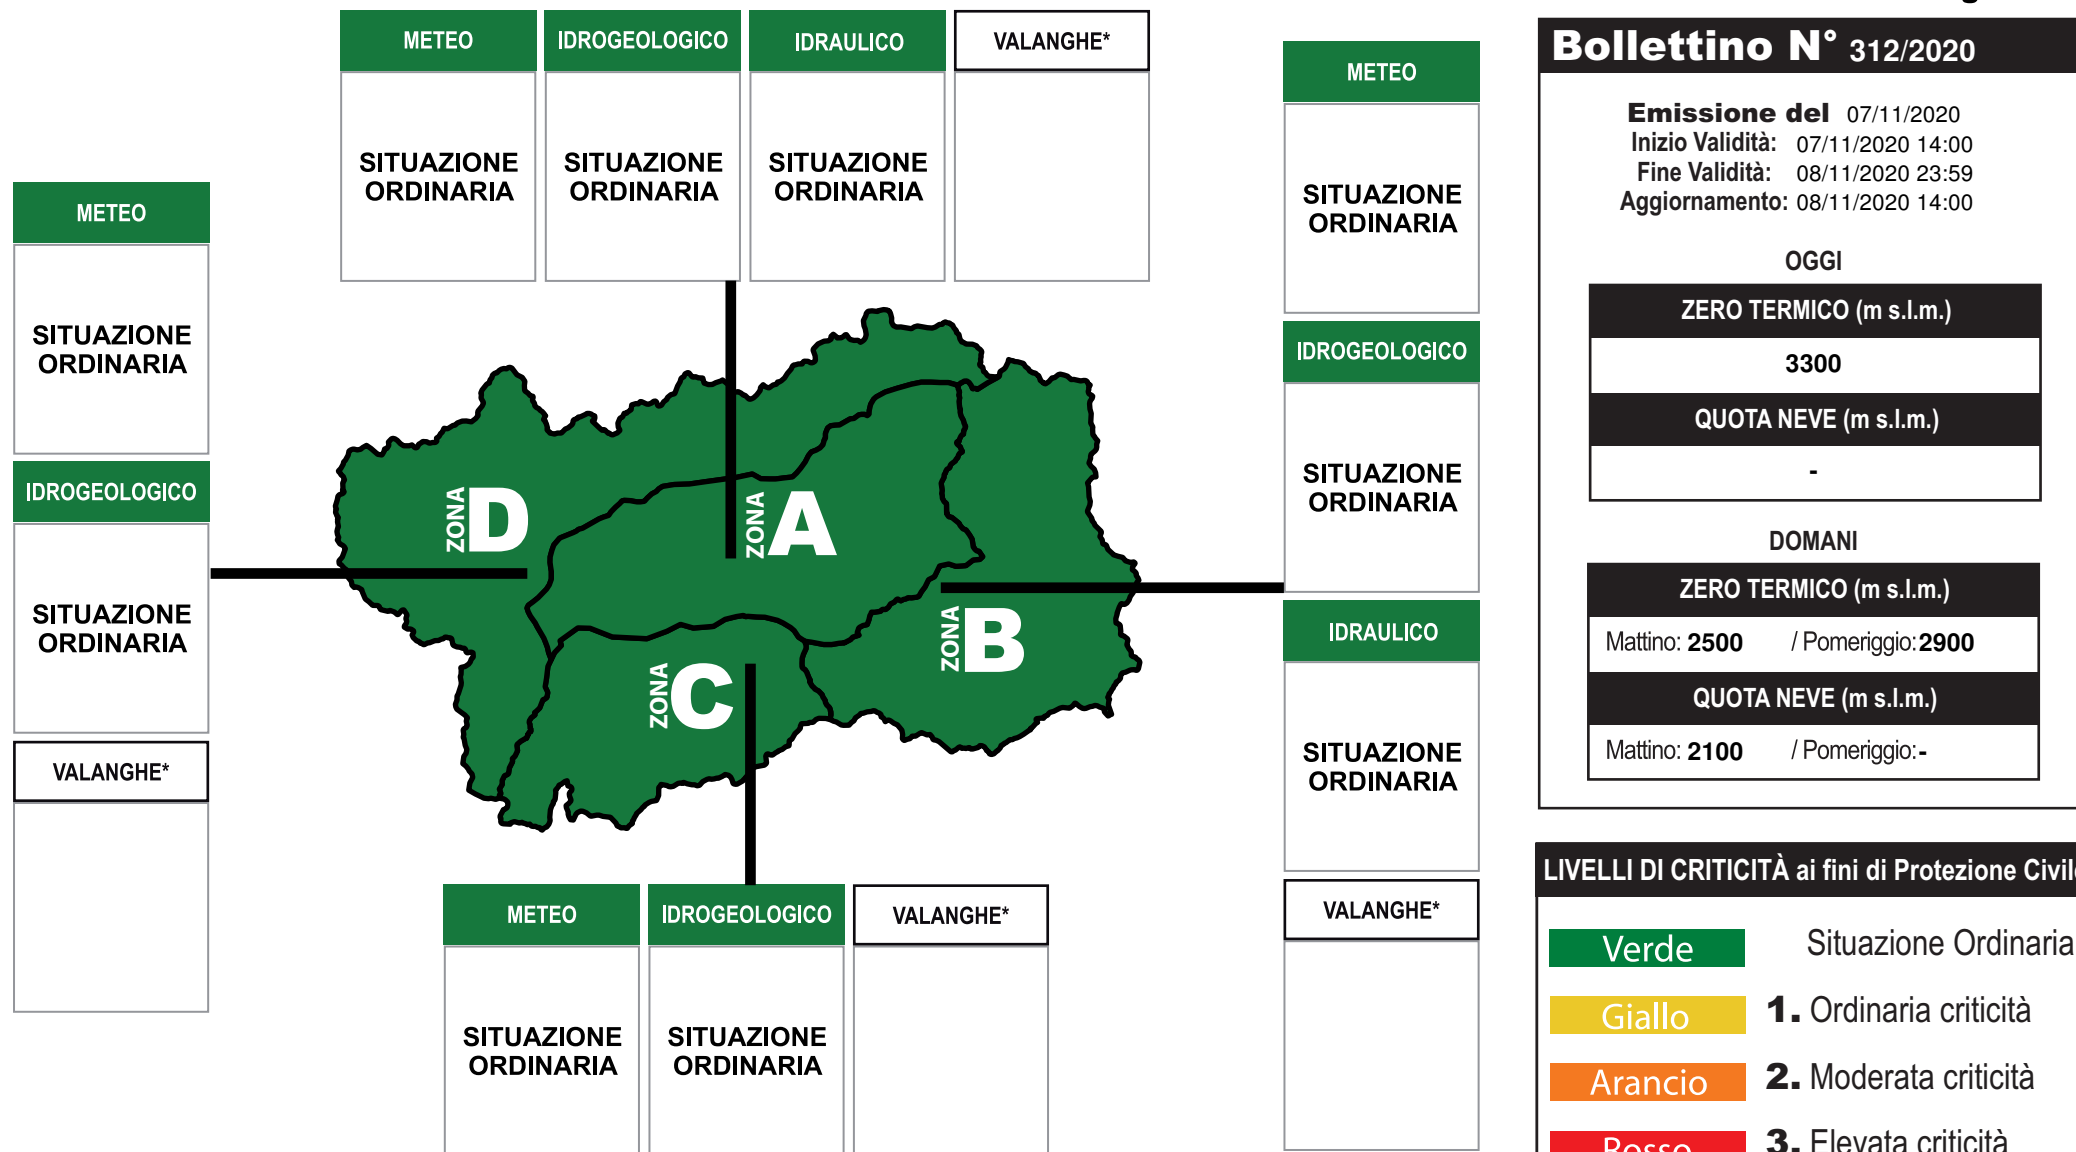 METEO IDROGEOLOGICO IDRAULICO VALANGHE*
SITUAZIONE ORDINARIA
SITUAZIONE ORDINARIA
SITUAZIONE ORDINARIA
METEO
SITUAZIONE
ORDINARIA
IDROGEOLOGICO
SITUAZIONE
ORDINARIA
VALANGHE*
ZONA D
ZONA A
ZONA B
ZONA C
METEO
SITUAZIONE
ORDINARIA
IDROGEOLOGICO
SITUAZIONE
ORDINARIA
IDRAULICO
SITUAZIONE
ORDINARIA
VALANGHE*
METEO IDROGEOLOGICO VALANGHE*
SITUAZIONE ORDINARIA
SITUAZIONE ORDINARIA
Bollettino N° 312/2020
Emissione del 07/11/2020
Inizio Validità: 07/11/2020 14:00
Fine Validità: 08/11/2020 23:59
Aggiornamento: 08/11/2020 14:00
OGGI
ZERO TERMICO (m s.l.m.)
3300
QUOTA NEVE (m s.l.m.)
-
DOMANI
ZERO TERMICO (m s.l.m.)
Mattino: 2500 / Pomeriggio: 2900
QUOTA NEVE (m s.l.m.)
Mattino: 2100 / Pomeriggio: -
LIVELLI DI CRITICITÀ ai fini di Protezione Civile
Verde Situazione Ordinaria
Giallo 1. Ordinaria criticità
Arancio 2. Moderata criticità
Rosso 3. Elevata criticità